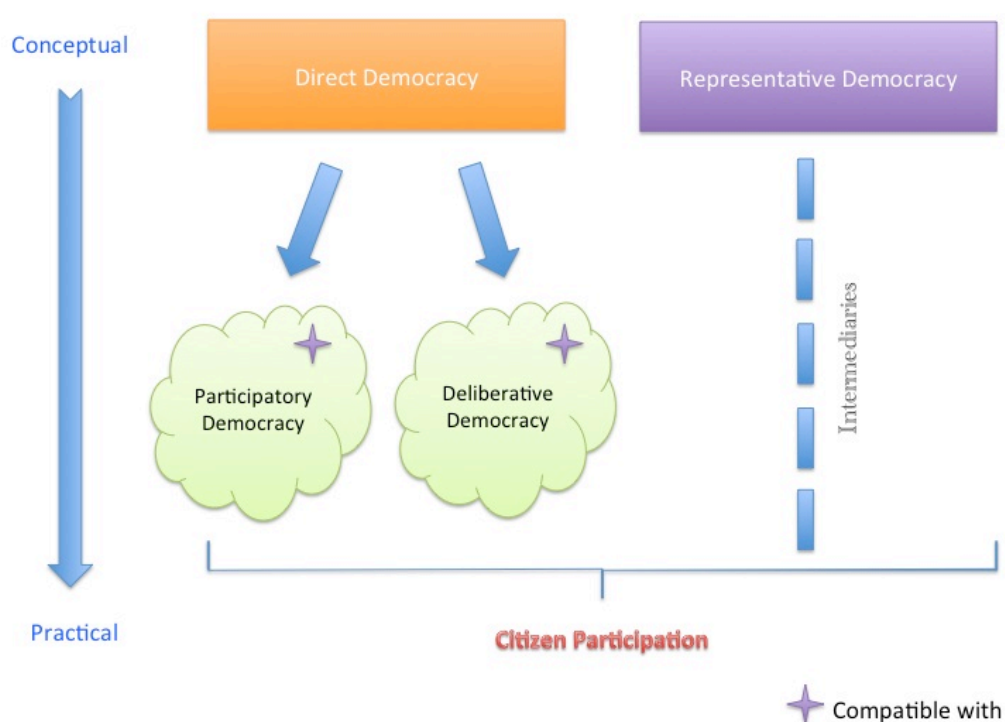 Conceptual
Direct Democracy
Representative Democracy
Intermediaries
Participatory
Democracy
Deliberative
Democracy
Practical
Citizen Participation
Compatible with